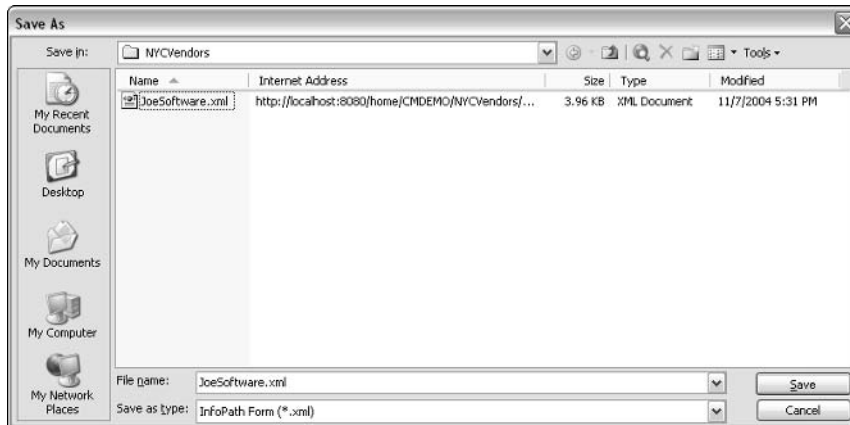 Save As
Save in:
NYCVendors
Tools
Name
Internet Address
Size
Type
Modified
JoeSoftware.xml
http://localhost:8080/home/CMDEMO/NYCVendors/...
3.96 KB
XML Document
11/7/2004 5:31 PM
My Recent
Documents
Desktop
My Documents
My Computer
My Network
Places
File name:
JoeSoftware.xml
Save
Save as type:
InfoPath Form (*.xml)
Cancel